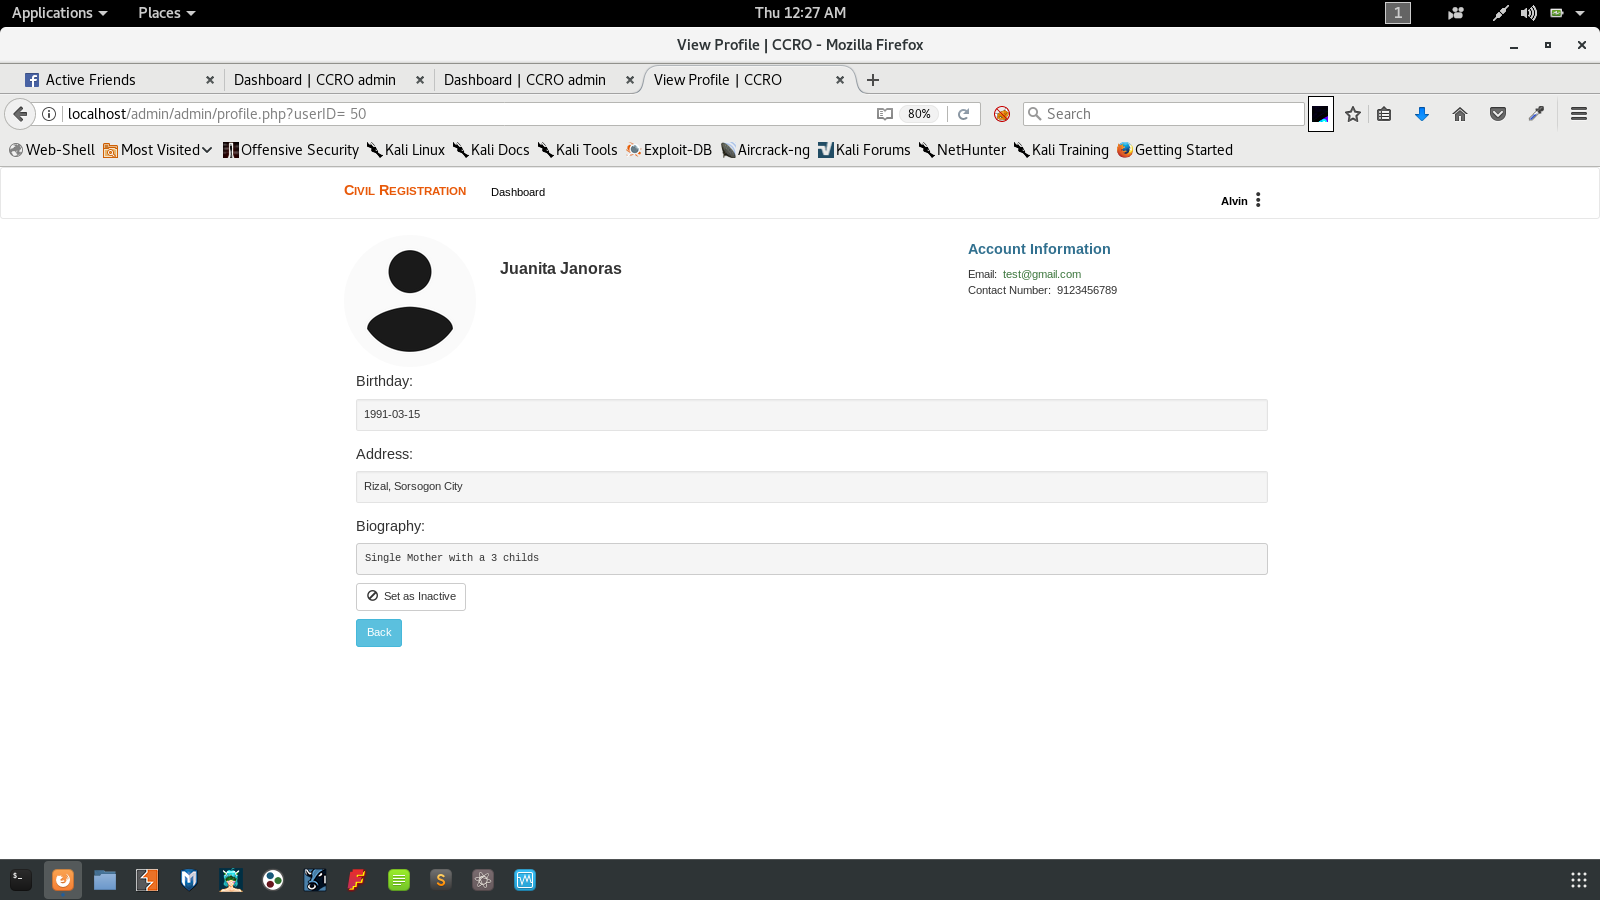 Applications Places Thu 12:27 AM 1
View Profile | CCRO - Mozilla Firefox
Active Friends Dashboard | CCRO admin Dashboard | CCRO admin View Profile | CCRO
localhost/admin/admin/profile.php?userID= 50 80% Search
Web-Shell Most Visited Offensive Security Kali Linux Kali Docs Kali Tools Exploit-DB Aircrack-ng Kali Forums NetHunter Kali Training Getting Started
CIVIL REGISTRATION Dashboard Alvin
Juanita Janoras
Account Information
Email: test@gmail.com
Contact Number: 9123456789
Birthday:
1991-03-15
Address:
Rizal, Sorsogon City
Biography:
Single Mother with a 3 childs
Set as Inactive
Back